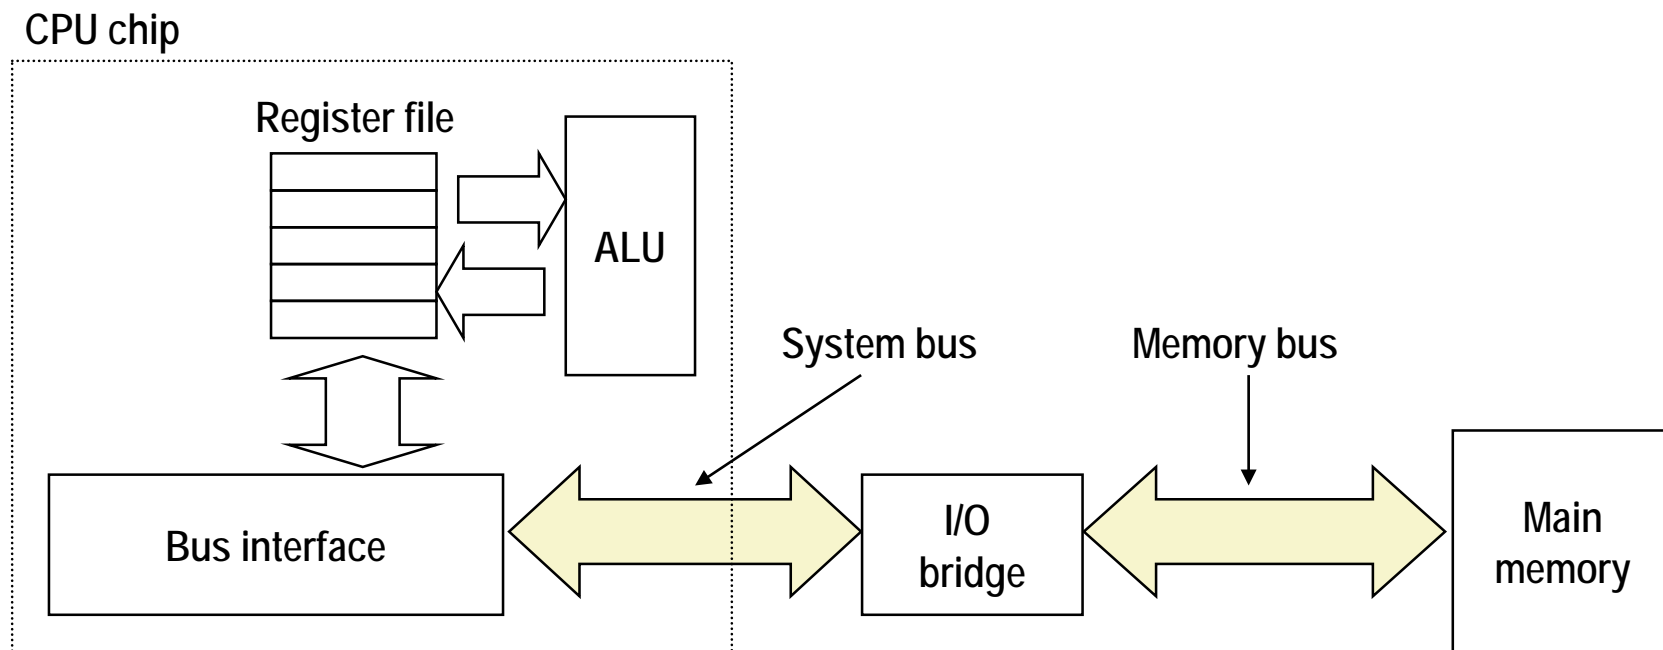 CPU chip
Register file
ALU
System bus
Memory bus
Bus interface
I/O
bridge
Main
memory